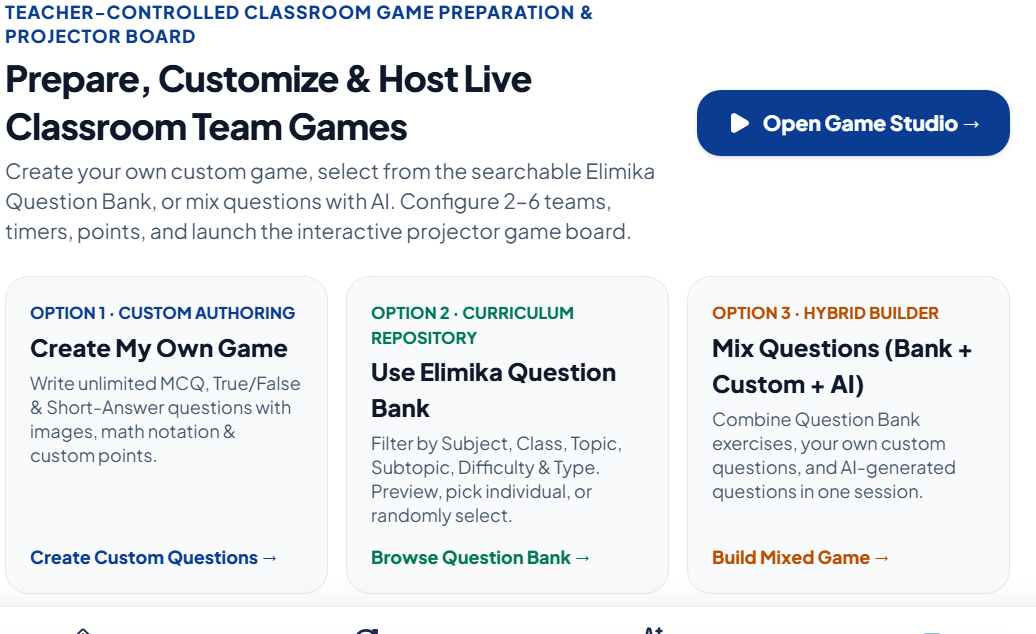 TEACHER-CONTROLLED CLASSROOM GAME PREPARATION &
PROJECTOR BOARD
Prepare, Customize & Host Live
Classroom Team Games
Create your own custom game, select from the searchable Elimika
Question Bank, or mix questions with AI. Configure 2–6 teams,
timers, points, and launch the interactive projector game board.
Open Game Studio →
OPTION 1 · CUSTOM AUTHORING
Create My Own Game
Write unlimited MCQ, True/False
& Short-Answer questions with
images, math notation &
custom points.
Create Custom Questions →
OPTION 2 · CURRICULUM
REPOSITORY
Use Elimika Question
Bank
Filter by Subject, Class, Topic,
Subtopic, Difficulty & Type.
Preview, pick individual, or
randomly select.
Browse Question Bank →
OPTION 3 · HYBRID BUILDER
Mix Questions (Bank +
Custom + AI)
Combine Question Bank
exercises, your own custom
questions, and AI-generated
questions in one session.
Build Mixed Game →